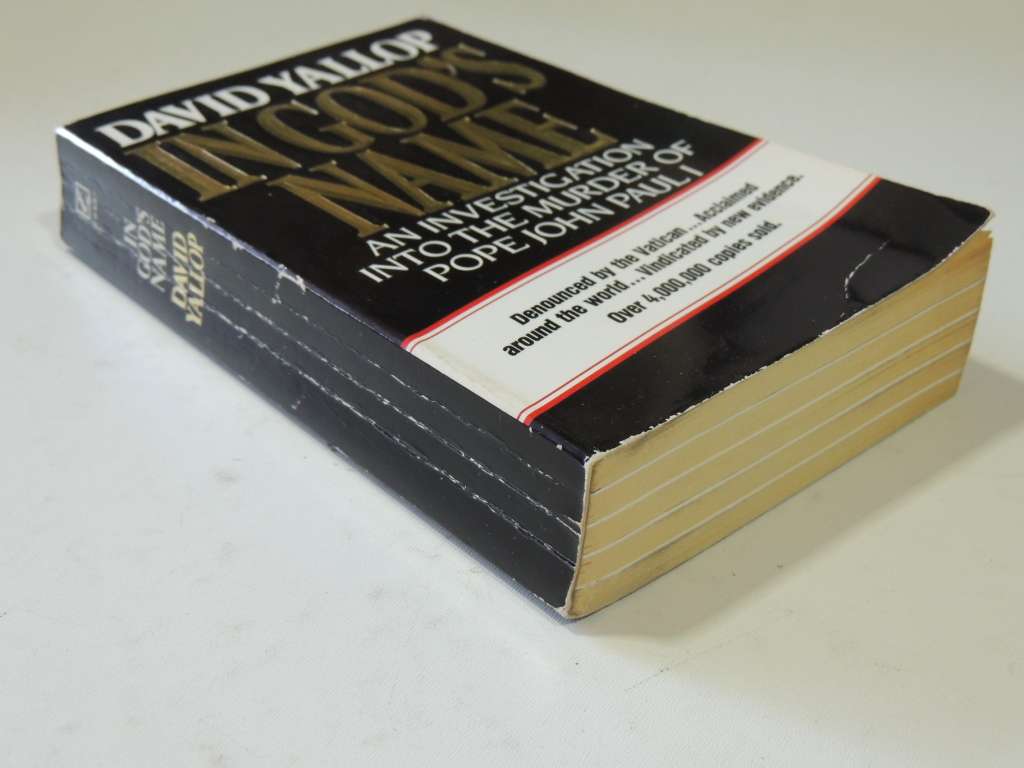 DAVID YALLOP
IN GOD'S
NAME
AN INVESTIGATION
INTO THE MURDER OF
POPE JOHN PAUL I
Denounced by the Vatican...Acclaimed
around the world...Vindicated by new evidence.
Over 4,000,000 copies sold.
IN
GOD'S
NAME
DAVID
YALLOP